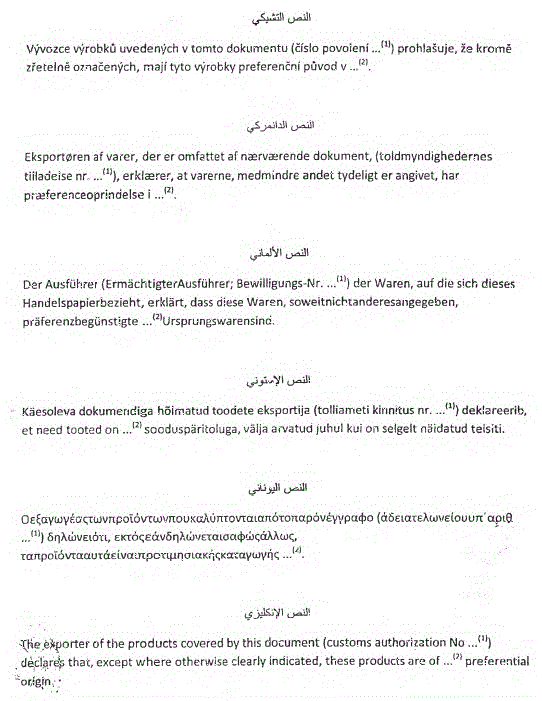 النص التشيكي
Vývozce výrobků uvedených v tomto dokumentu (číslo povolení ...(1)) prohlašuje, že kromě
zřetelně označených, mají tyto výrobky preferenční původ v ...(2).
النص الدانمركي
Eksportøren af varer, der er omfattet af nærværende dokument, (toldmyndighedernes
tilladelse nr. ...(1)), erklærer, at varerne, medmindre andet tydeligt er angivet, har
præferenceoprindelse i ...(2).
النص الألماني
Der Ausführer (ErmächtigterAusführer; Bewilligungs-Nr. ...(1)) der Waren, auf die sich dieses
Handelspapierbezieht, erklärt, dass diese Waren, soweitnichtanderesangegeben,
präferenzbegünstigte ...(2)Ursprungswarensind.
النص الإستوني
Käesoleva dokumendiga hõlmatud toodete eksportija (tolliameti kinnitus nr. ...(1)) deklareerib,
et need tooted on ...(2) sooduspäritoluga, välja arvatud juhul kui on selgelt näidatud teisiti.
النص اليوناني
Οεξαγωγέαςτωνπροϊόντωνπουκαλύπτονταιαπότοπαρόνέγγραφο (άδειατελωνείουυπ΄αριθ.
...(1)) δηλώνειότι, εκτόςεάνδηλώνεταισαφώςάλλως,
ταπροϊόντααυτάείναιπροτιμησιακήςκαταγωγής ...(2).
النص الإنكليزي
The exporter of the products covered by this document (customs authorization No ...(1))
declares that, except where otherwise clearly indicated, these products are of ...(2) preferential
origin.